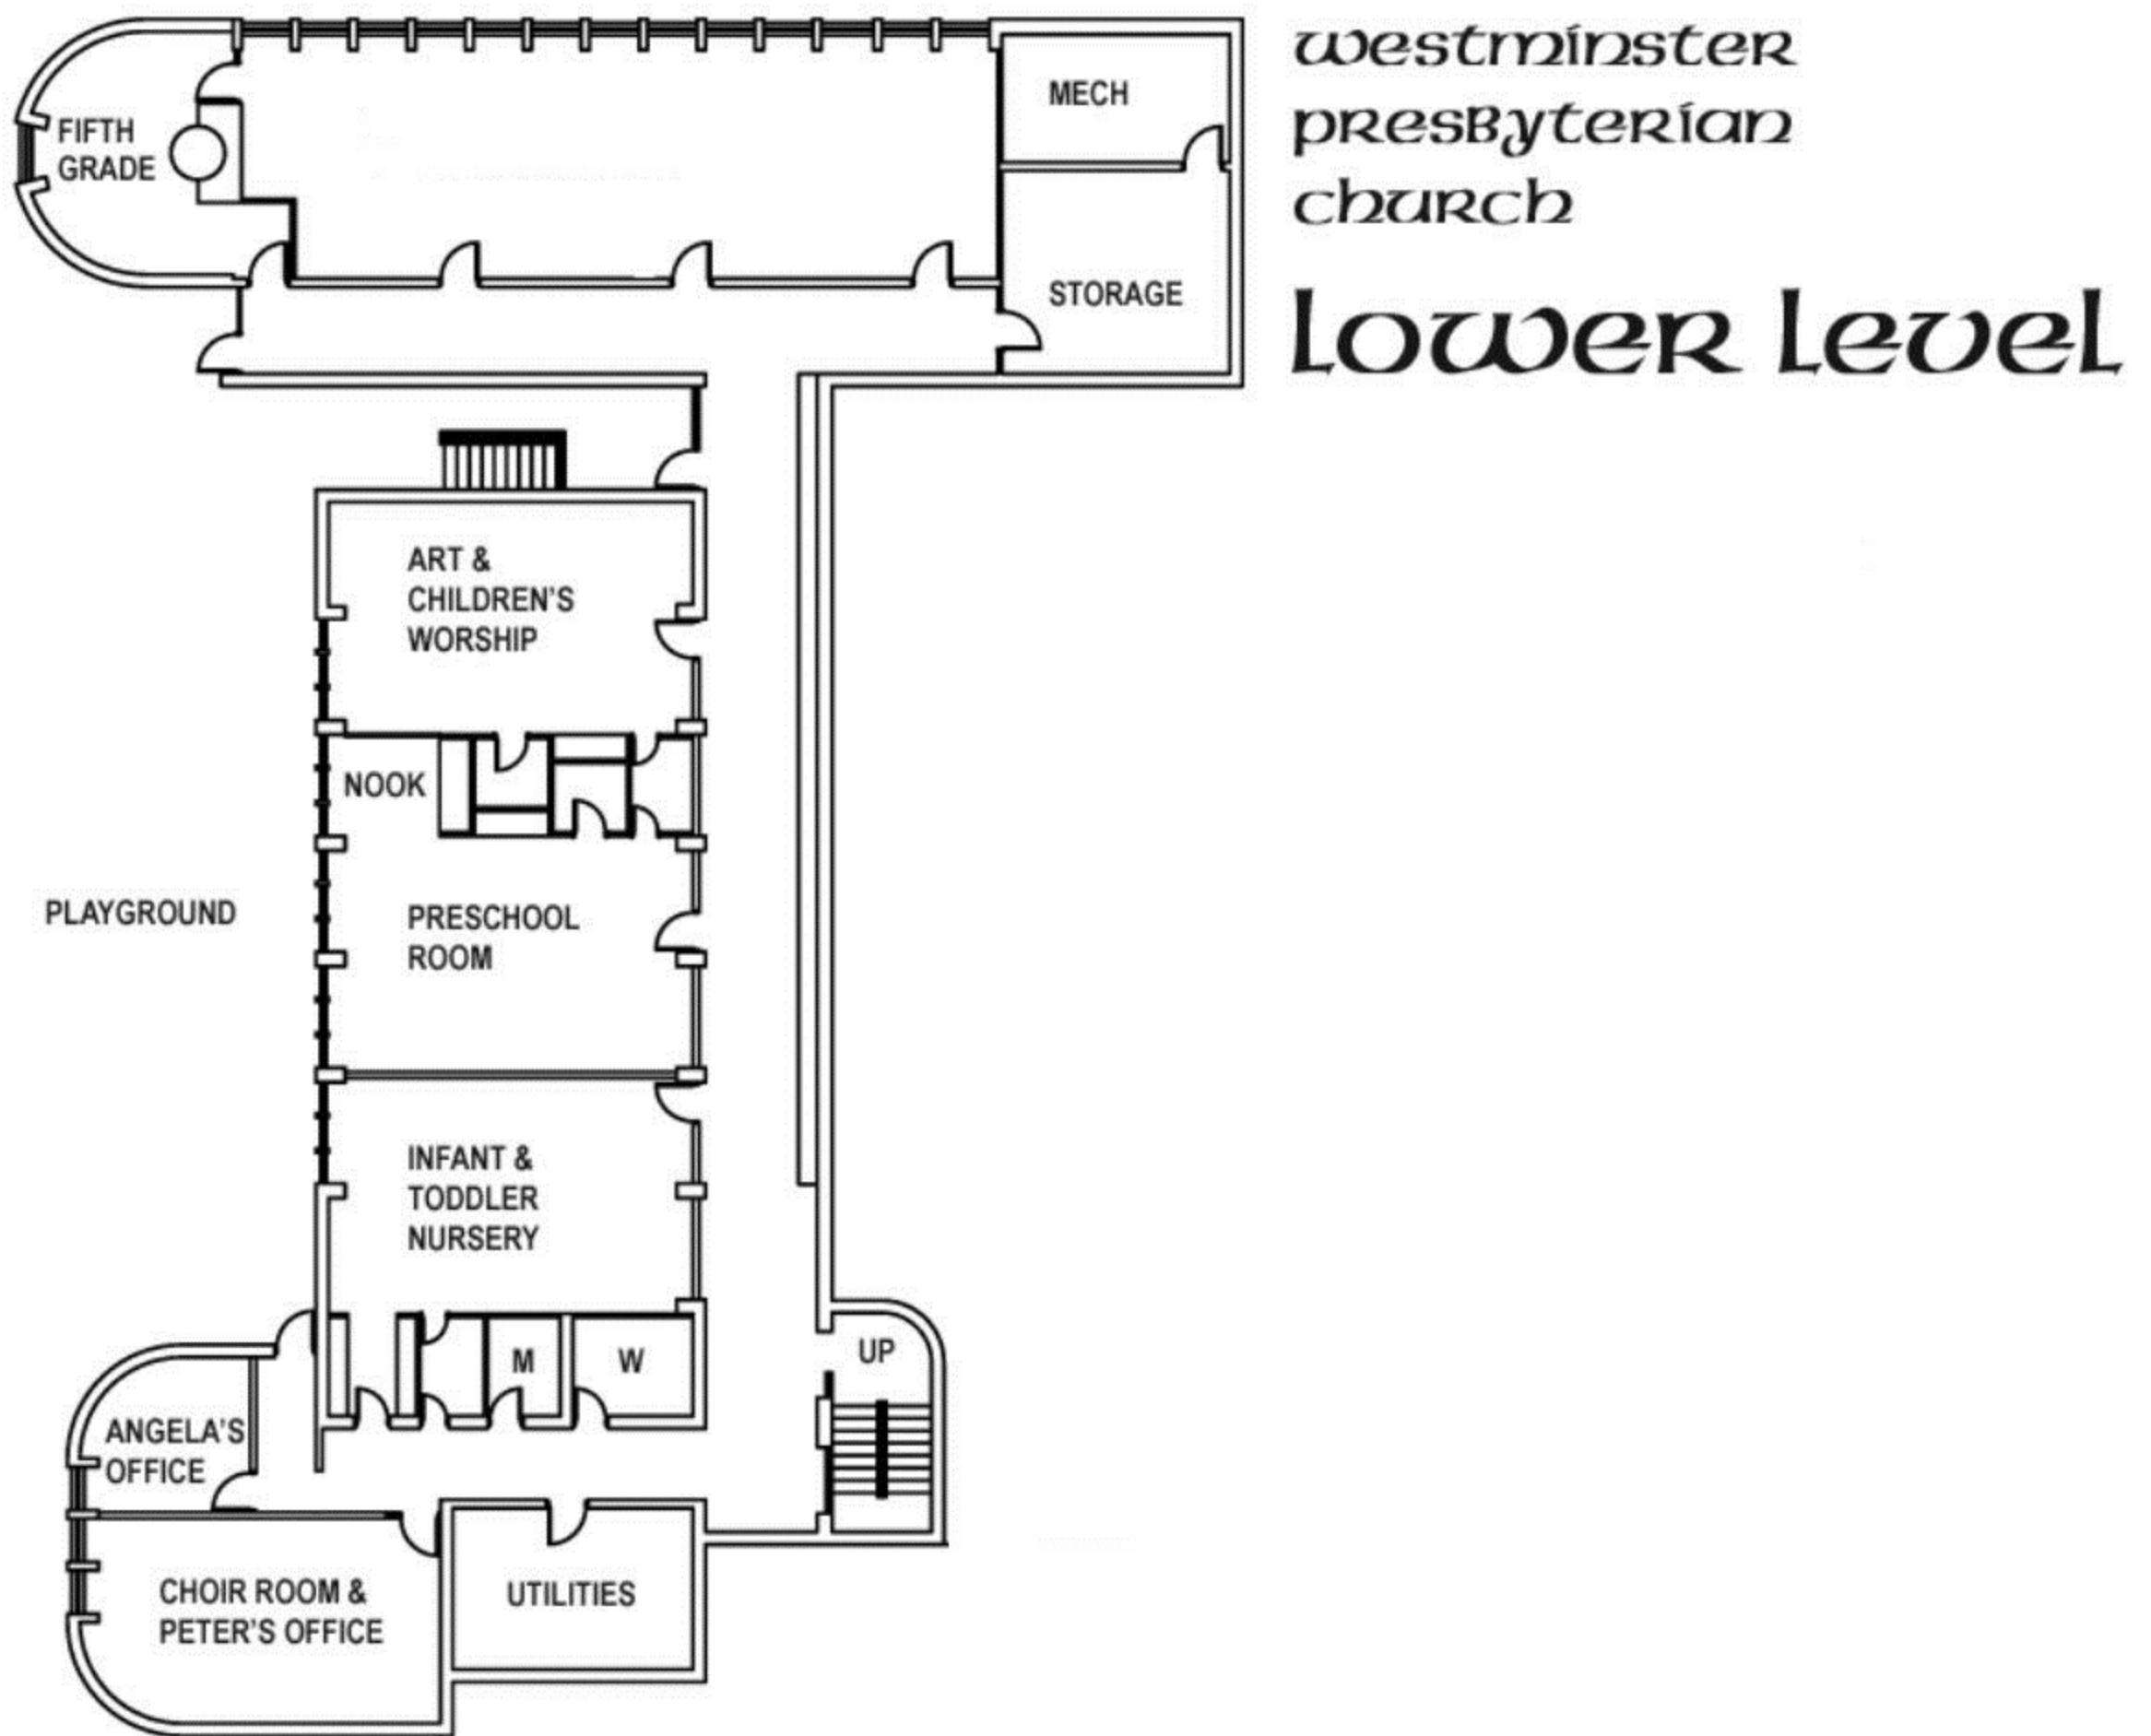 westminster
presbyterian
church
Lower Level
MECH
FIFTH
GRADE
STORAGE
ART &
CHILDREN'S
WORSHIP
NOOK
PLAYGROUND
PRESCHOOL
ROOM
INFANT &
TODDLER
NURSERY
UP
M
W
ANGELA'S
OFFICE
CHOIR ROOM &
PETER'S OFFICE
UTILITIES